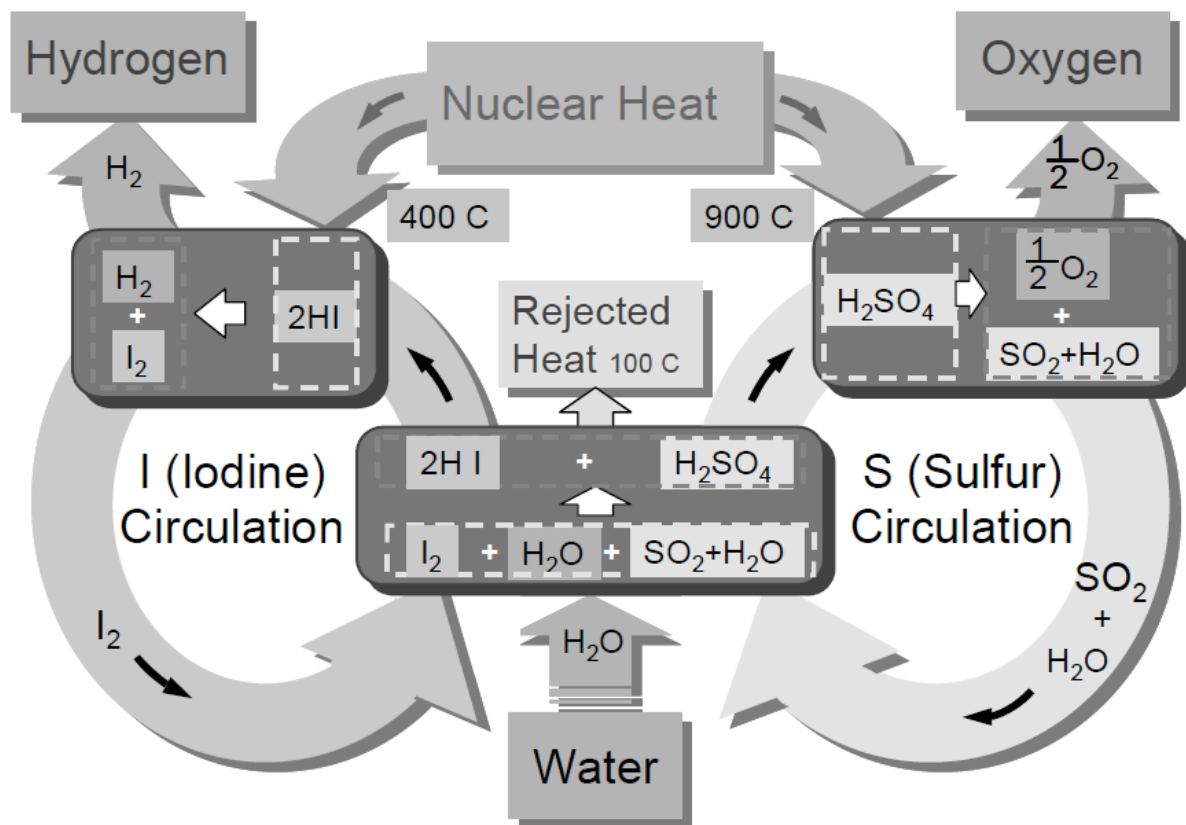 Hydrogen
Nuclear Heat
Oxygen
H₂
½O₂
400 C
900 C
H₂
+
I₂
2HI
Rejected
Heat 100 C
H₂SO₄
½O₂
+
SO₂+H₂O
I (Iodine)
Circulation
2H I + H₂SO₄
I₂ + H₂O + SO₂+H₂O
S (Sulfur)
Circulation
I₂
H₂O
SO₂
+
H₂O
Water